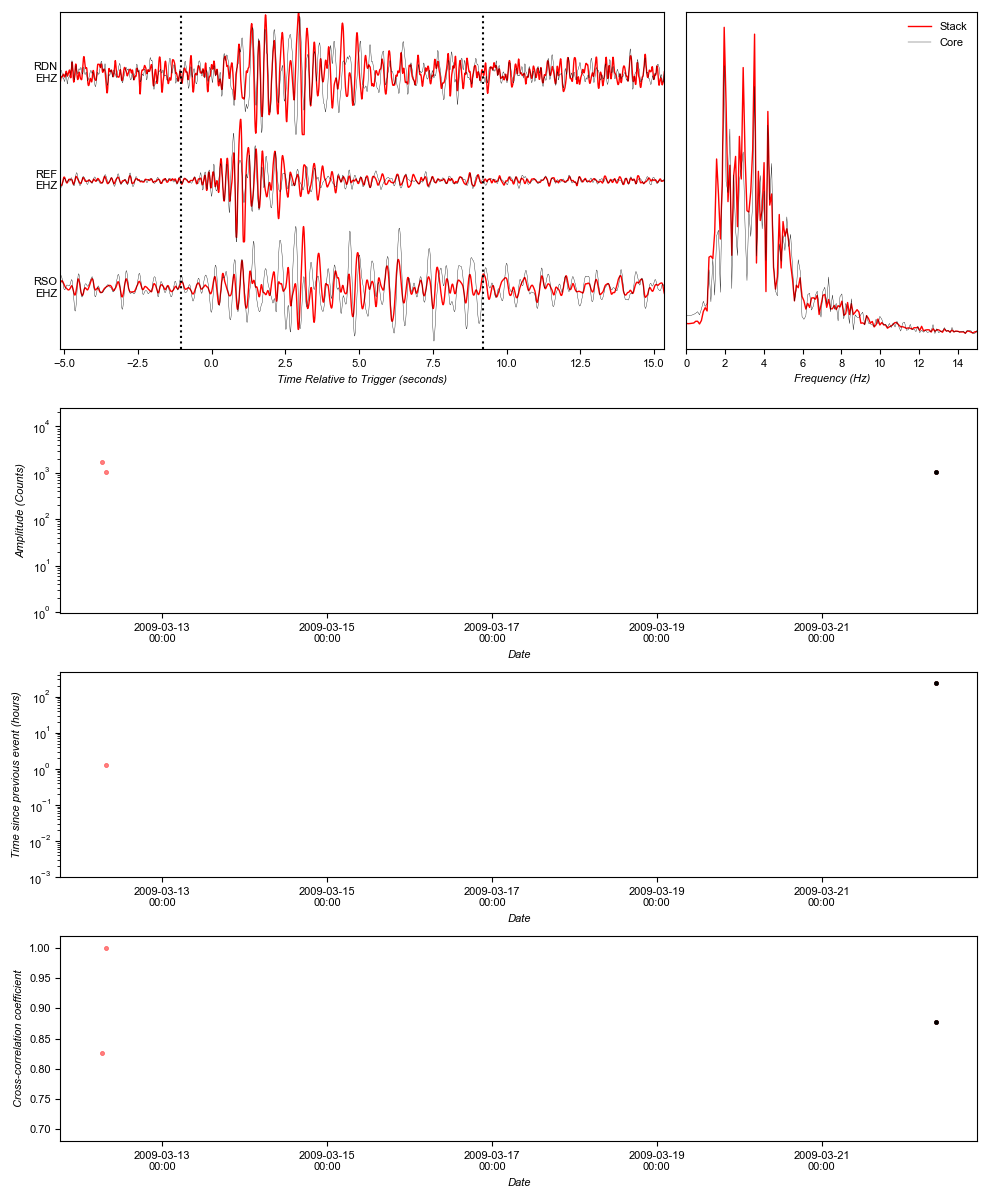 RDN
EHZ
REF
EHZ
RSO
EHZ
−5.0 −2.5 0.0 2.5 5.0 7.5 10.0 12.5 15.0
Time Relative to Trigger (seconds)
Stack
Core
0 2 4 6 8 10 12 14
Frequency (Hz)
10^4
10^3
10^2
10^1
10^0
Amplitude (Counts)
2009-03-13 2009-03-15 2009-03-17 2009-03-19 2009-03-21
00:00 00:00 00:00 00:00 00:00
Date
10^2
10^1
10^0
10^−1
10^−2
10^−3
Time since previous event (hours)
2009-03-13 2009-03-15 2009-03-17 2009-03-19 2009-03-21
00:00 00:00 00:00 00:00 00:00
Date
1.00
0.95
0.90
0.85
0.80
0.75
0.70
Cross-correlation coefficient
2009-03-13 2009-03-15 2009-03-17 2009-03-19 2009-03-21
00:00 00:00 00:00 00:00 00:00
Date